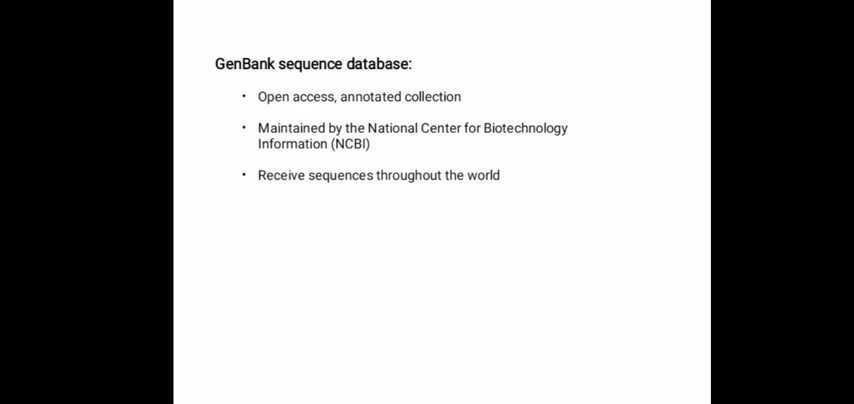 GenBank sequence database:
• Open access, annotated collection
• Maintained by the National Center for Biotechnology
Information (NCBI)
• Receive sequences throughout the world